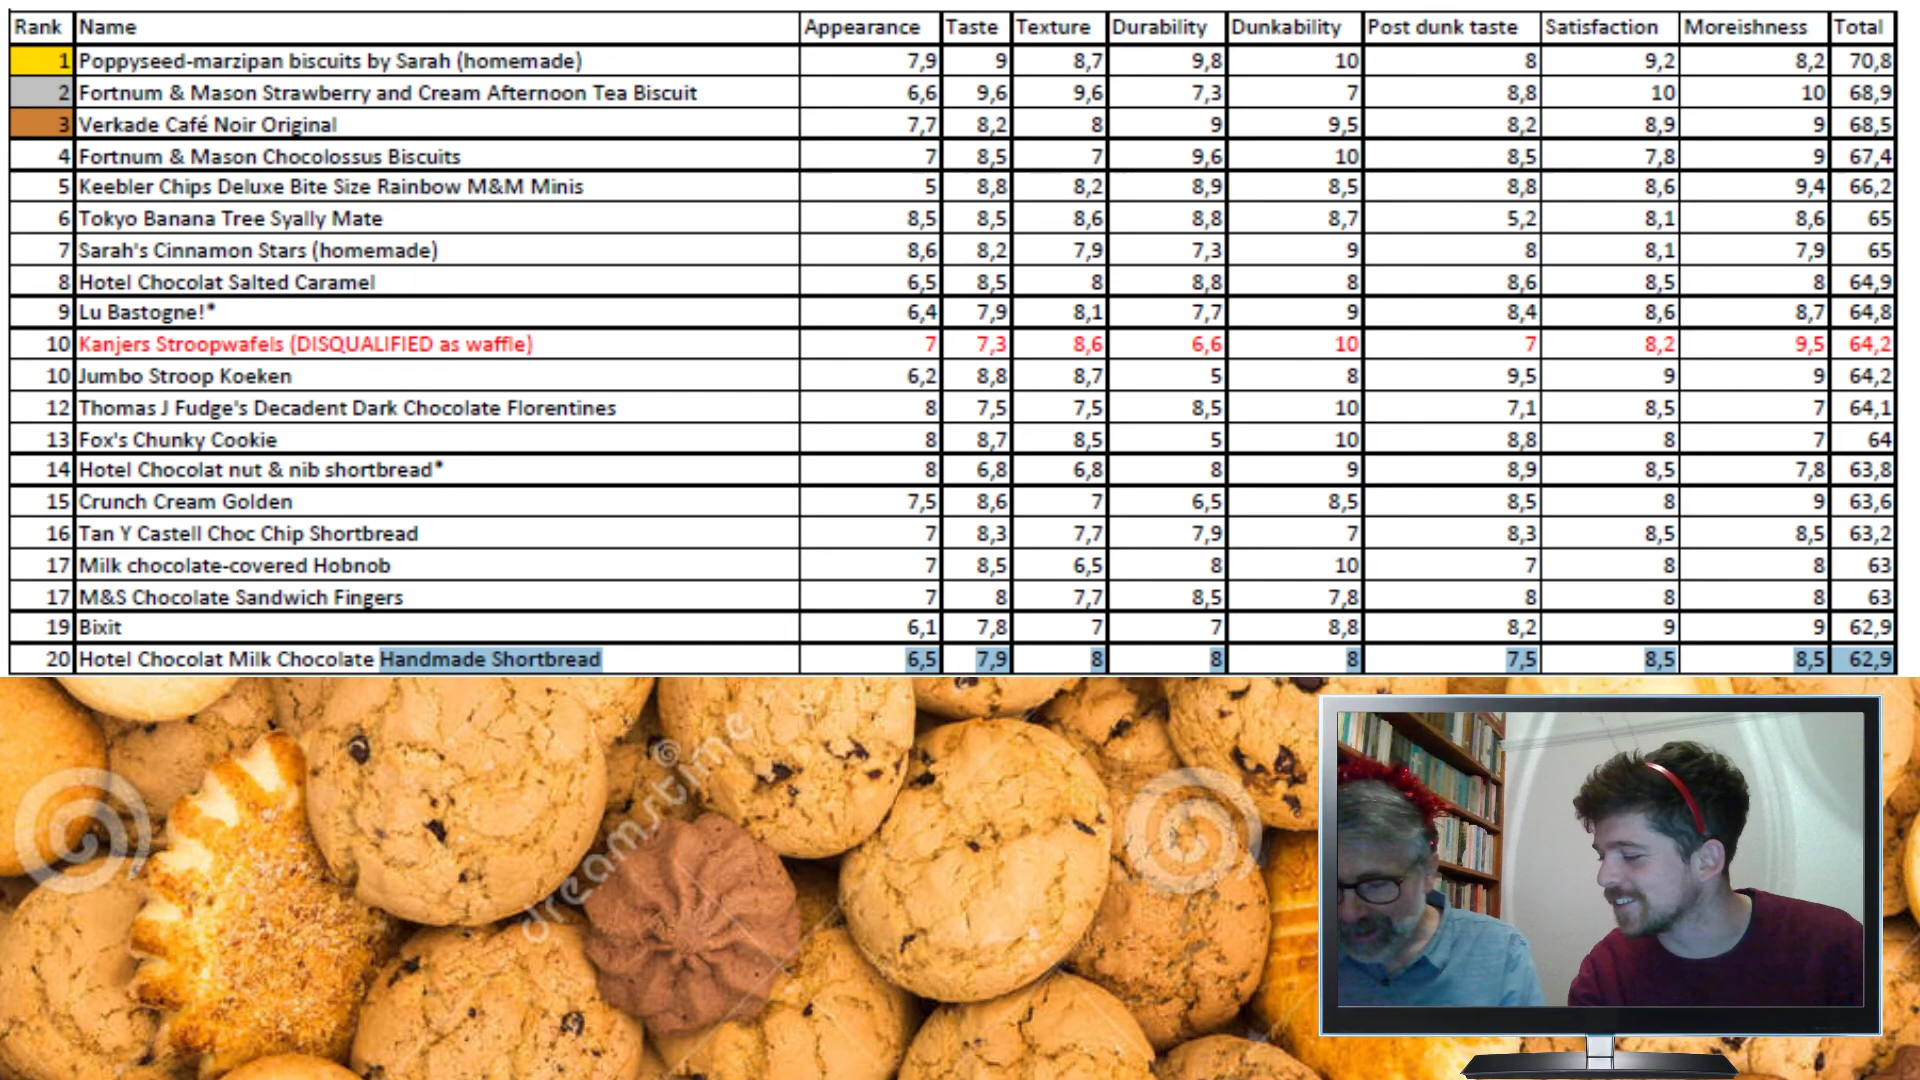 Rank Name Appearance Taste Texture Durability Dunkability Post dunk taste Satisfaction Moreishness Total
1 Poppyseed-marzipan biscuits by Sarah (homemade) 7,9 9 8,7 9,8 10 8 9,2 8,2 70,8
2 Fortnum & Mason Strawberry and Cream Afternoon Tea Biscuit 6,6 9,6 9,6 7,3 7 8,8 10 10 68,9
3 Verkade Café Noir Original 7,7 8,2 8 9 9,5 8,2 8,9 9 68,5
4 Fortnum & Mason Chocolossus Biscuits 7 8,5 7 9,6 10 8,5 7,8 9 67,4
5 Keebler Chips Deluxe Bite Size Rainbow M&M Minis 5 8,8 8,2 8,9 8,5 8,8 8,6 9,4 66,2
6 Tokyo Banana Tree Syally Mate 8,5 8,5 8,6 8,8 8,7 5,2 8,1 8,6 65
7 Sarah's Cinnamon Stars (homemade) 8,6 8,2 7,9 7,3 9 8 8,1 7,9 65
8 Hotel Chocolat Salted Caramel 6,5 8,5 8 8,8 8 8,6 8,5 8 64,9
9 Lu Bastogne!* 6,4 7,9 8,1 7,7 9 8,4 8,6 8,7 64,8
10 Kanjers Stroopwafels (DISQUALIFIED as waffle) 7 7,3 8,6 6,6 10 7 8,2 9,5 64,2
10 Jumbo Stroop Koeken 6,2 8,8 8,7 5 8 9,5 9 9 64,2
12 Thomas J Fudge's Decadent Dark Chocolate Florentines 8 7,5 7,5 8,5 10 7,1 8,5 7 64,1
13 Fox's Chunky Cookie 8 8,7 8,5 5 10 8,8 8 7 64
14 Hotel Chocolat nut & nib shortbread* 8 6,8 6,8 8 9 8,9 8,5 7,8 63,8
15 Crunch Cream Golden 7,5 8,6 7 6,5 8,5 8,5 8 9 63,6
16 Tan Y Castell Choc Chip Shortbread 7 8,3 7,7 7,9 7 8,3 8,5 8,5 63,2
17 Milk chocolate-covered Hobnob 7 8,5 6,5 8 10 7 8 8 63
17 M&S Chocolate Sandwich Fingers 7 8 7,7 8,5 7,8 8 8 8 63
19 Bixit 6,1 7,8 7 7 8,8 8,2 9 9 62,9
20 Hotel Chocolat Milk Chocolate Handmade Shortbread 6,5 7,9 8 8 8 7,5 8,5 8,5 62,9
dreamstime